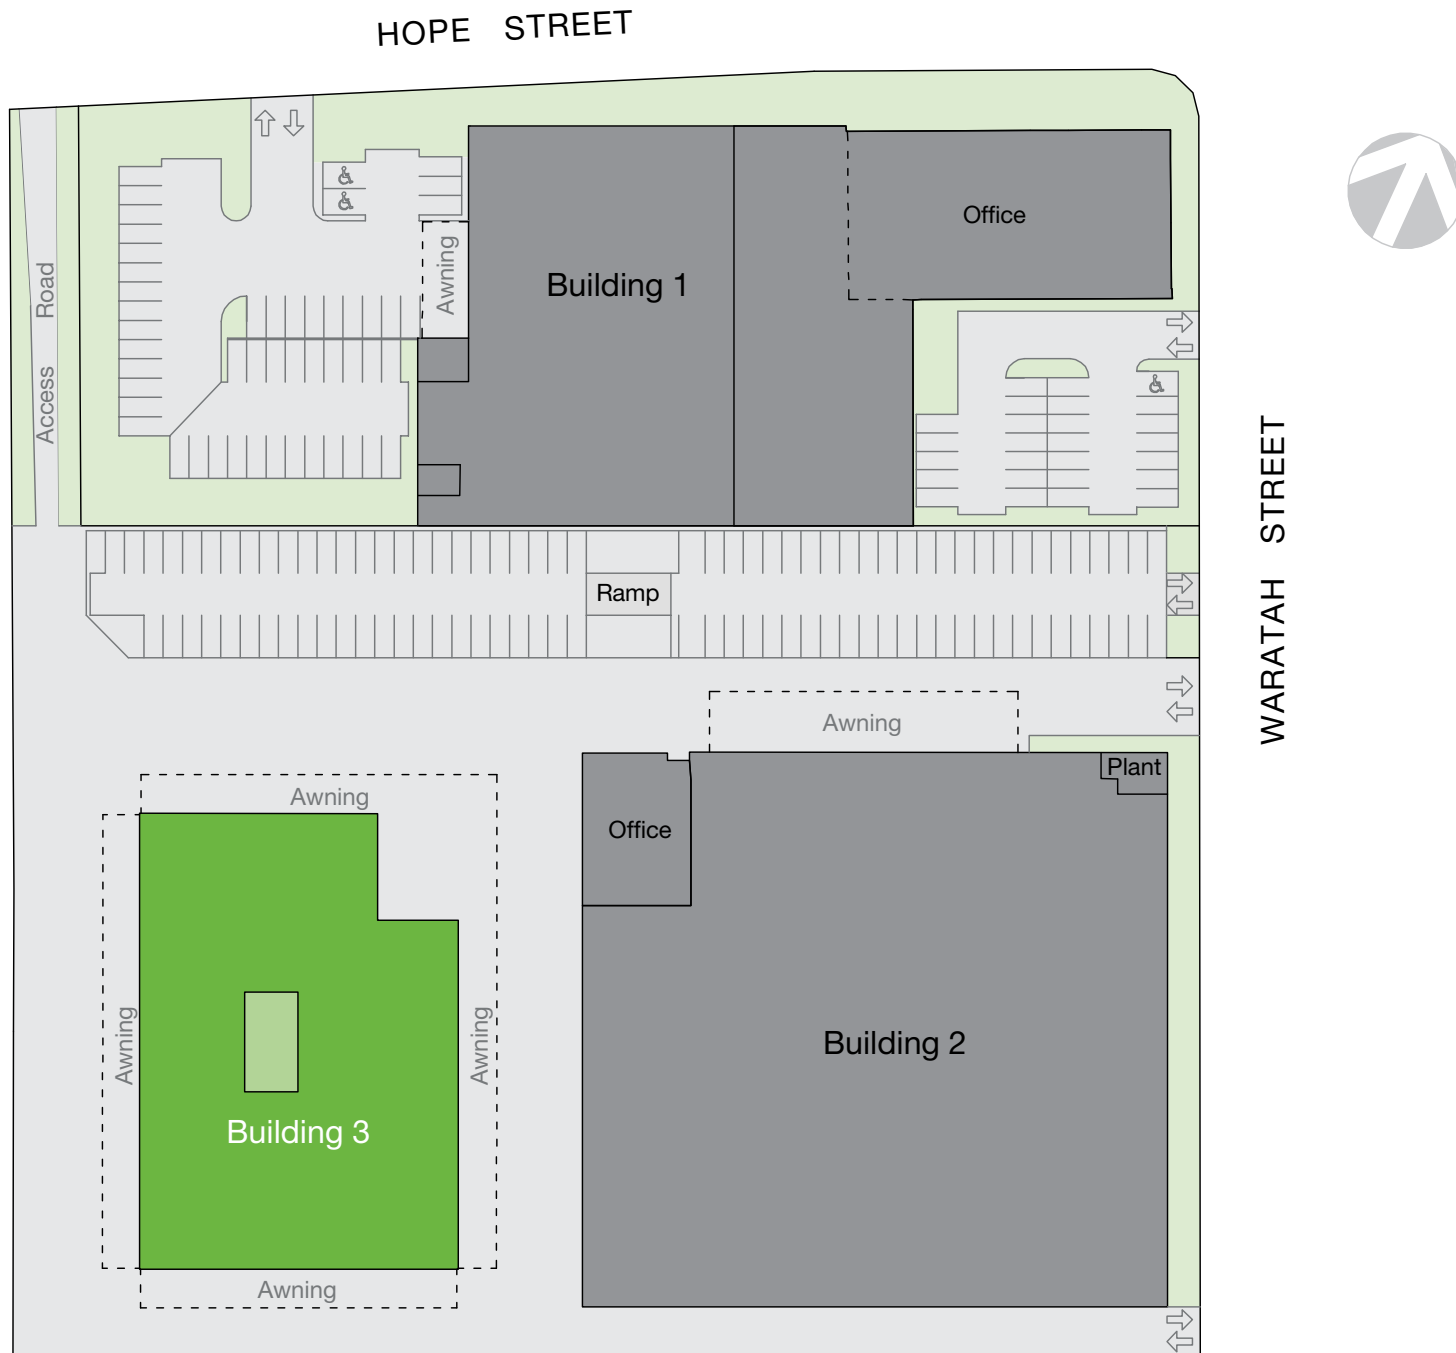 HOPE STREET
Office
Awning
Building 1
Access Road
WARATAH STREET
Ramp
Awning
Plant
Awning
Office
Awning
Awning
Building 2
Building 3
Awning